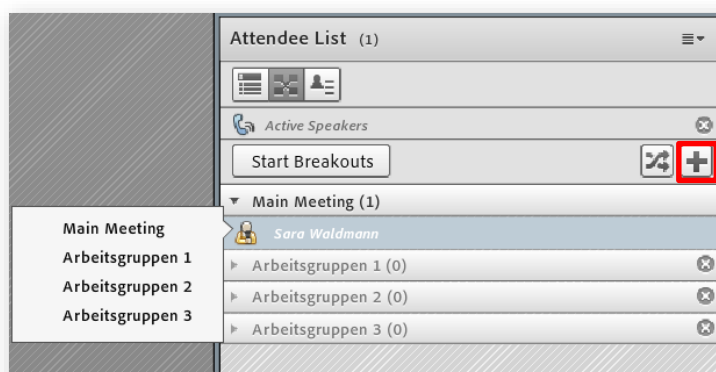 Attendee List (1)
Active Speakers
Start Breakouts
Main Meeting (1)
Sara Waldmann
Arbeitsgruppen 1 (0)
Arbeitsgruppen 2 (0)
Arbeitsgruppen 3 (0)
Main Meeting
Arbeitsgruppen 1
Arbeitsgruppen 2
Arbeitsgruppen 3